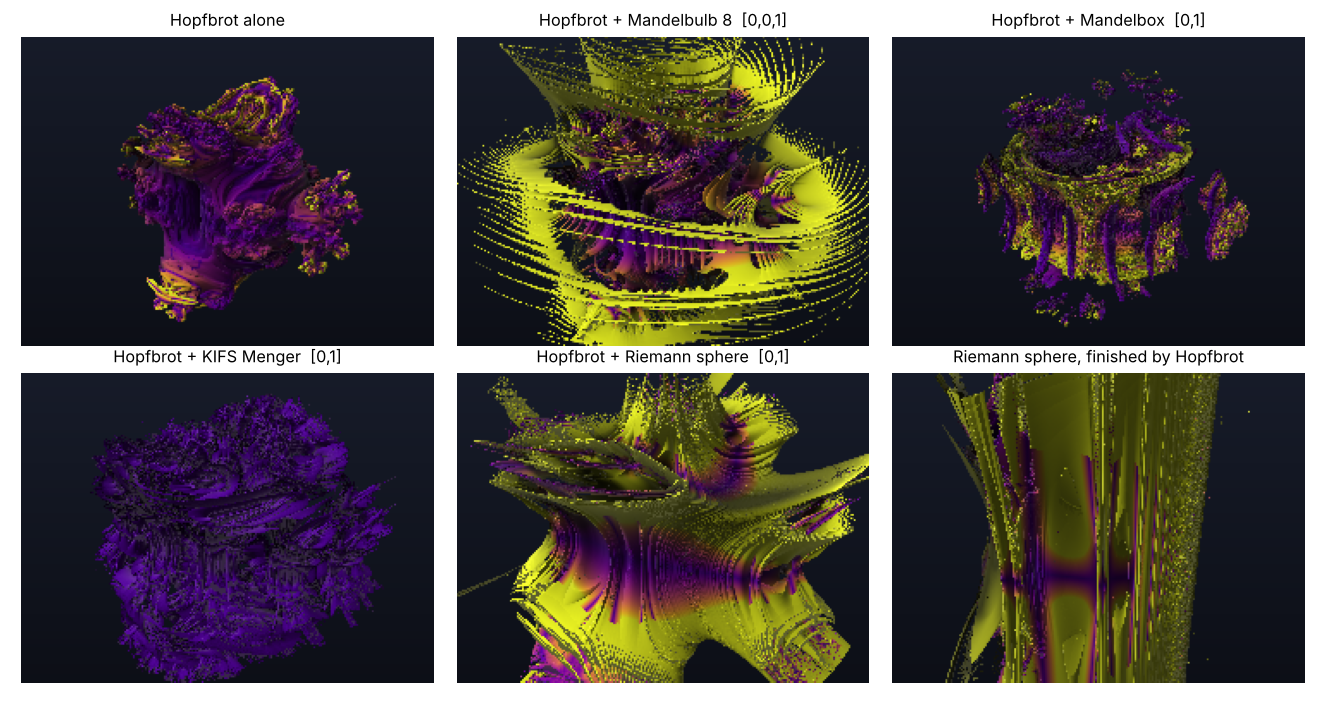 Hopfbrot alone
Hopfbrot + Mandelbulb 8 [0,0,1]
Hopfbrot + Mandelbox [0,1]
Hopfbrot + KIFS Menger [0,1]
Hopfbrot + Riemann sphere [0,1]
Riemann sphere, finished by Hopfbrot